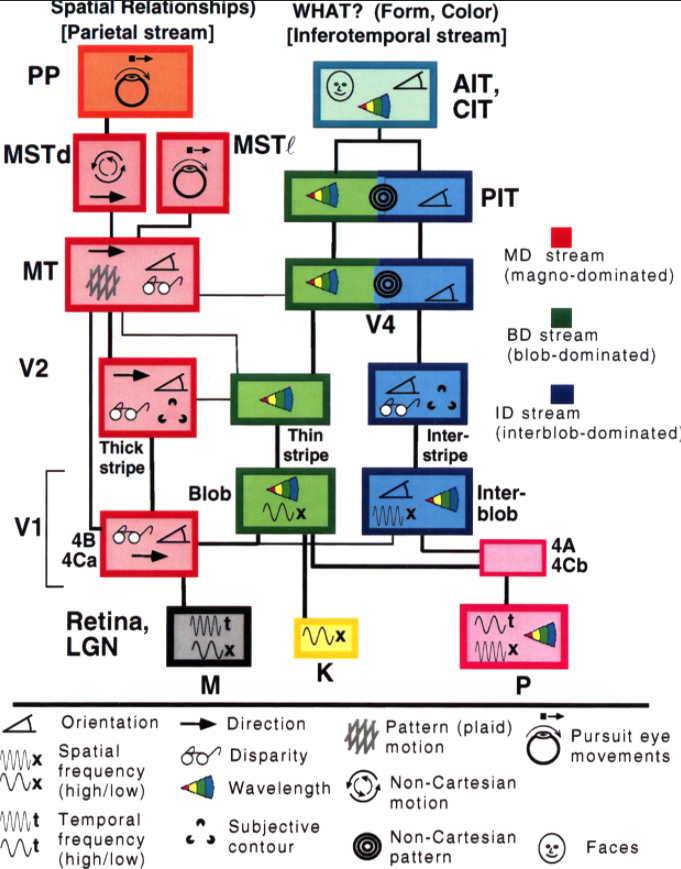 Spatial Relationships)
[Parietal stream]
WHAT? (Form, Color)
[Inferotemporal stream]
PP
AIT,
CIT
MSTd
MSTℓ
PIT
MT
V4
MD stream
(magno-dominated)
BD stream
(blob-dominated)
ID stream
(interblob-dominated)
V2
Thick
stripe
Thin
stripe
Inter-
stripe
V1
Blob
x
x
Inter-
blob
4B
4Ca
4A
4Cb
Retina,
LGN
t
x
x
t
x
M
K
P
Orientation
Direction
Pattern (plaid)
motion
Pursuit eye
movements
x
x
Spatial
frequency
(high/low)
Disparity
Wavelength
Non-Cartesian
motion
t
t
Temporal
frequency
(high/low)
Subjective
contour
Non-Cartesian
pattern
Faces